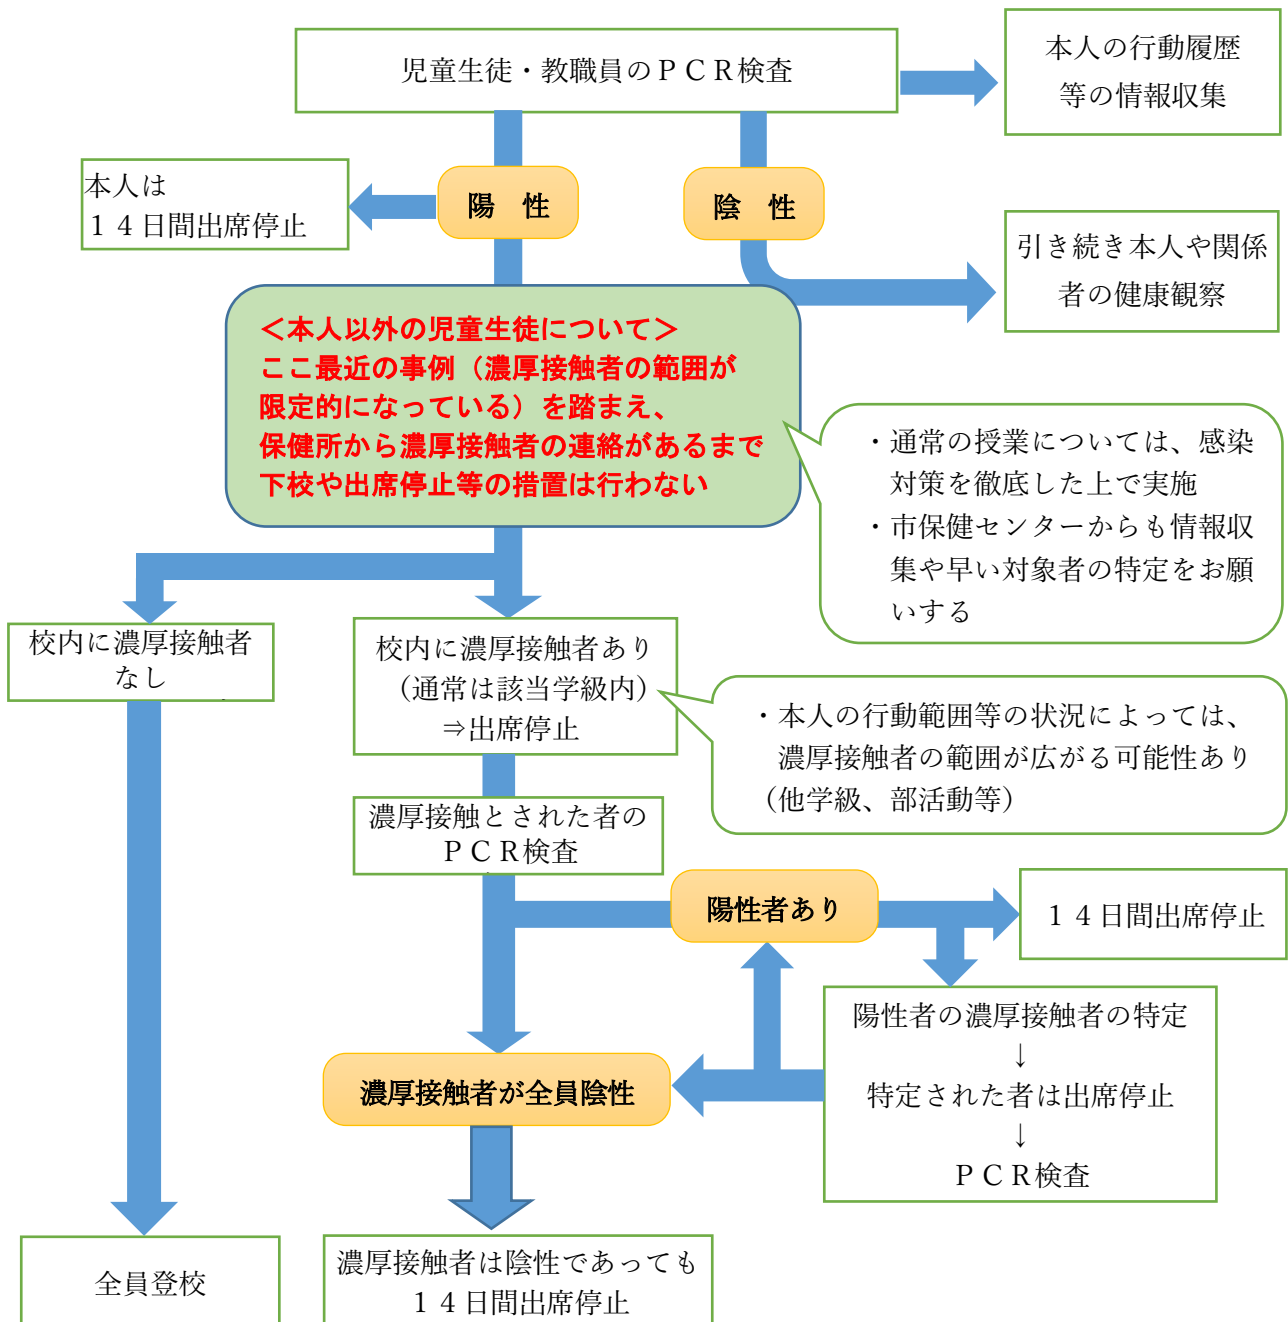 児童生徒・教職員のＰＣＲ検査
本人の行動履歴
等の情報収集
本人は
１４日間出席停止
陽　性
陰　性
引き続き本人や関係
者の健康観察
＜本人以外の児童生徒について＞
ここ最近の事例（濃厚接触者の範囲が
限定的になっている）を踏まえ、
保健所から濃厚接触者の連絡があるまで
下校や出席停止等の措置は行わない
・通常の授業については、感染
対策を徹底した上で実施
・市保健センターからも情報収
集や早い対象者の特定をお願
いする
校内に濃厚接触者
なし
校内に濃厚接触者あり
（通常は該当学級内）
⇒出席停止
・本人の行動範囲等の状況によっては、
濃厚接触者の範囲が広がる可能性あり
（他学級、部活動等）
濃厚接触とされた者の
ＰＣＲ検査
陽性者あり
１４日間出席停止
陽性者の濃厚接触者の特定
↓
特定された者は出席停止
↓
ＰＣＲ検査
濃厚接触者が全員陰性
全員登校
濃厚接触者は陰性であっても
１４日間出席停止